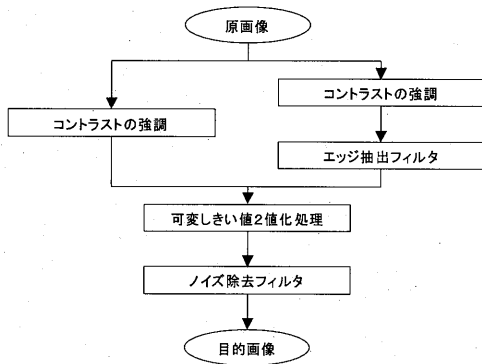 原画像
コントラストの強調
コントラストの強調
エッジ抽出フィルタ
可変しきい値2値化処理
ノイズ除去フィルタ
目的画像